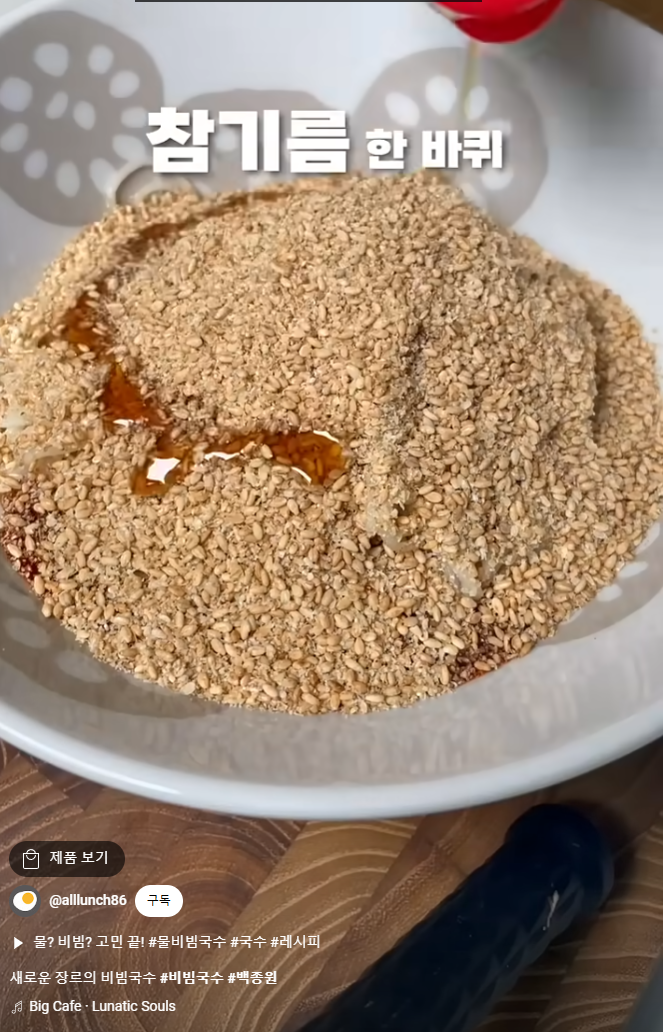 참기름 한 바퀴
제품 보기
@alllunch86 구독
물? 비빔? 고민 끝! #물비빔국수 #국수 #레시피
새로운 장르의 비빔국수 #비빔국수 #백종원
Big Cafe · Lunatic Souls